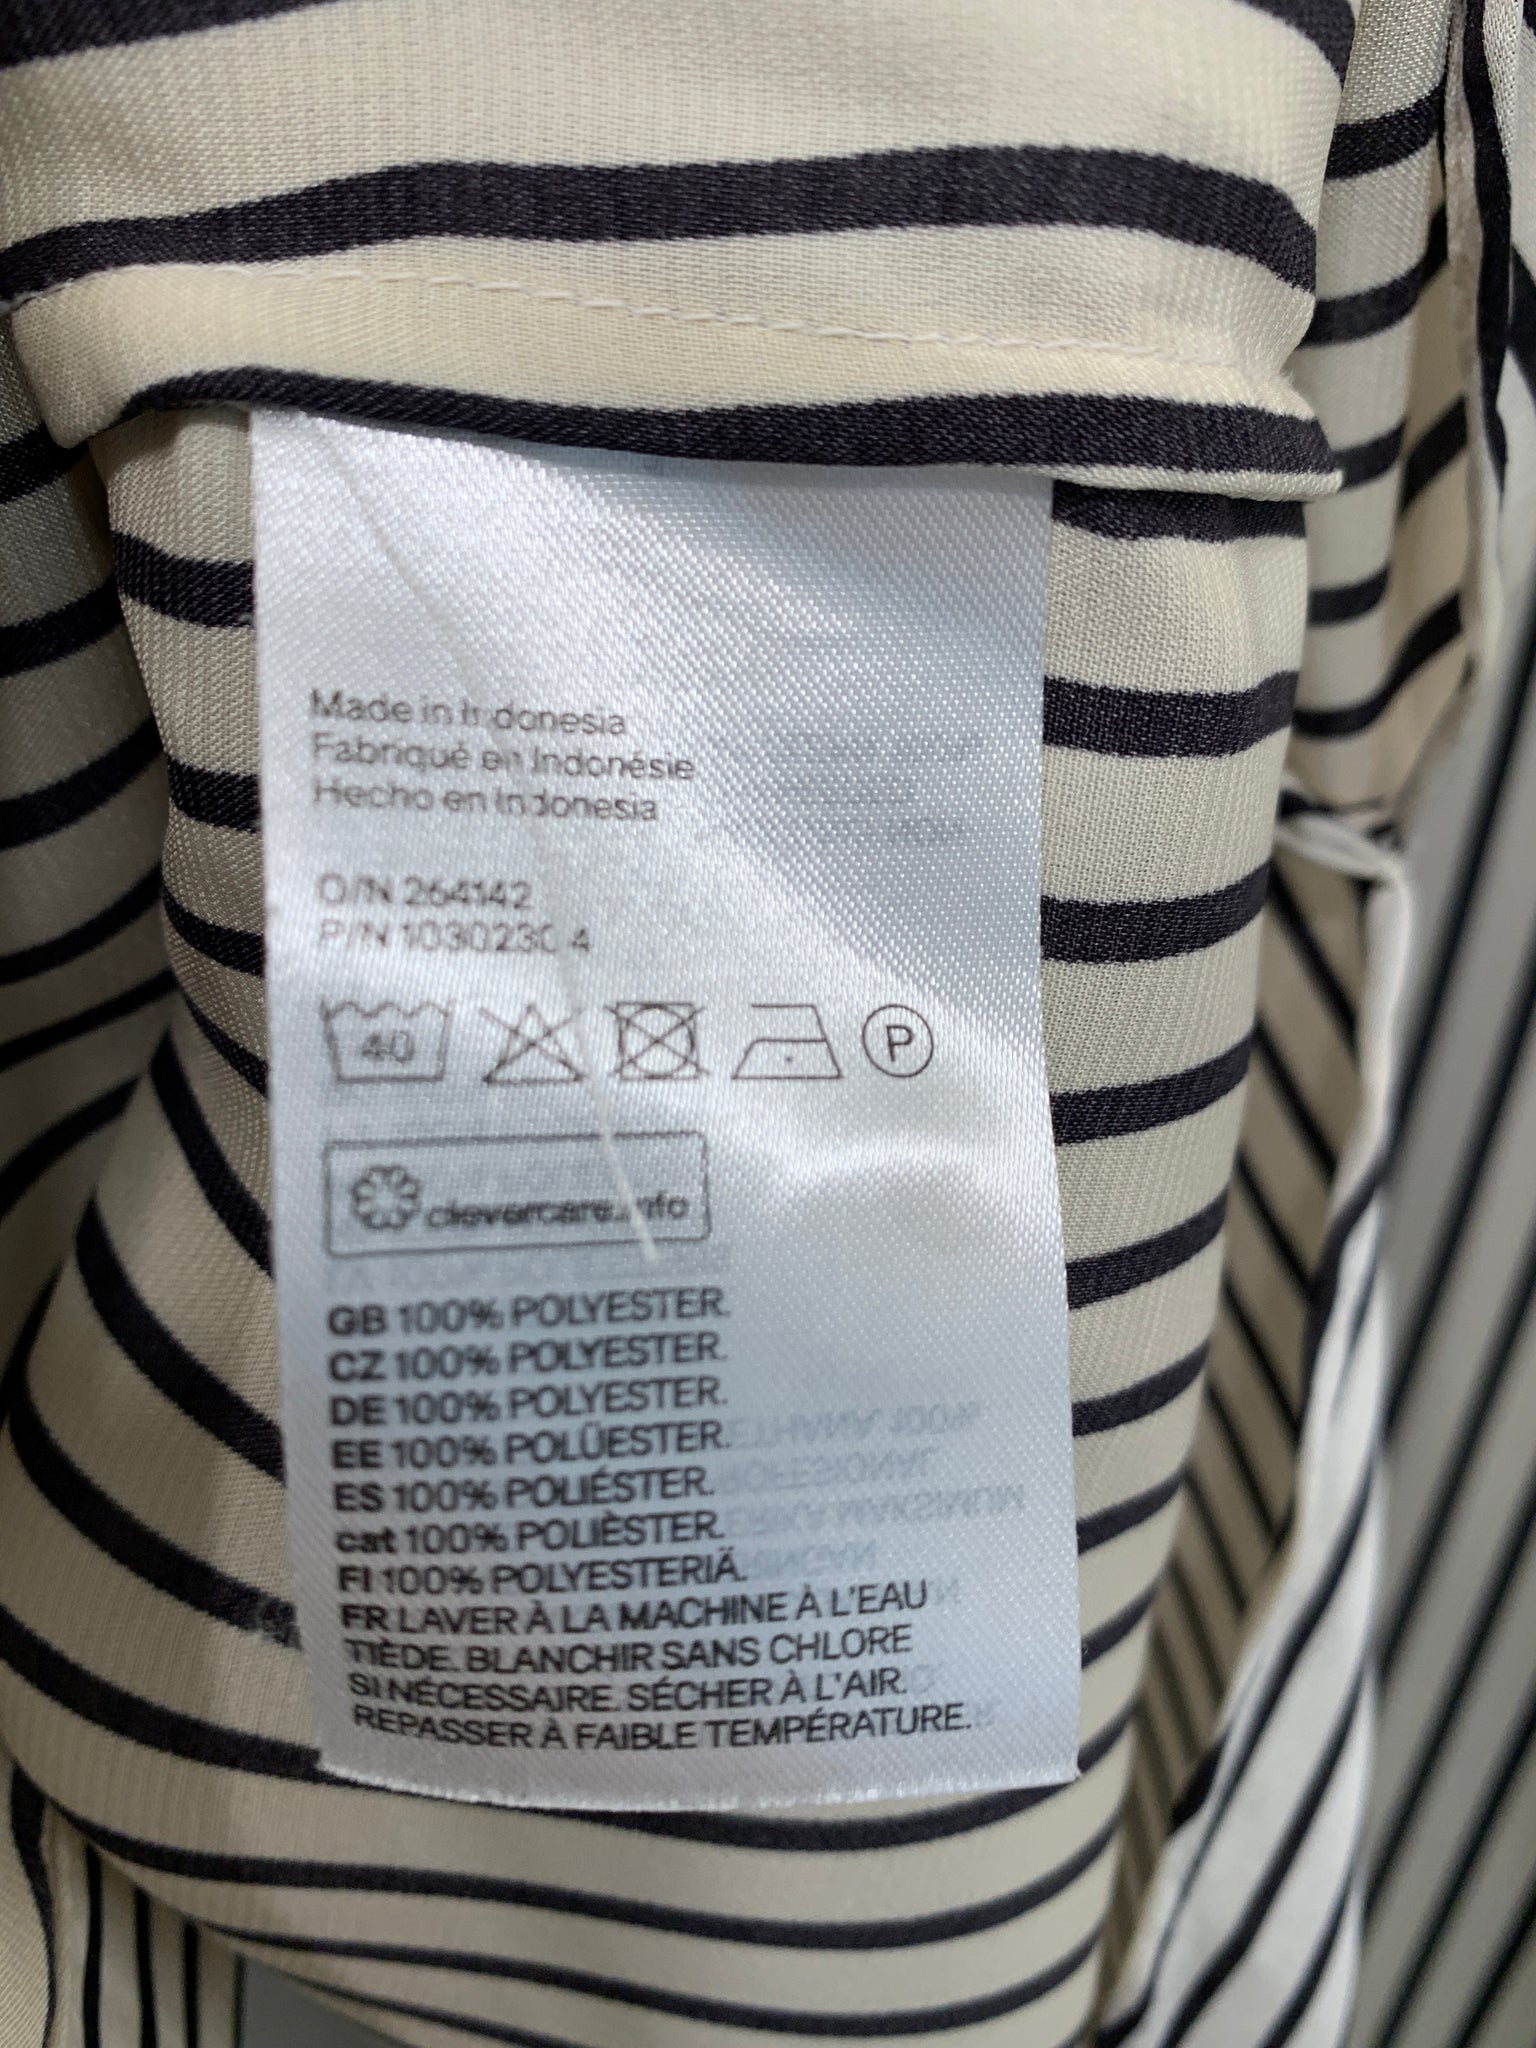 Made in Indonesia
Fabriqué en Indonésie
Hecho en Indonesia
O/N 264142
P/N
40
P
clevercare.info
GB 100% POLYESTER.
CZ 100% POLYESTER.
DE 100% POLYESTER.
EE 100% POLÜESTER.
ES 100% POLIÉSTER.
cat 100% POLIÈSTER.
FI 100% POLYESTERIÄ.
FR LAVER À LA MACHINE À L'EAU
TIÈDE. BLANCHIR SANS CHLORE
SI NÉCESSAIRE. SÉCHER À L'AIR.
REPASSER À FAIBLE TEMPÉRATURE.